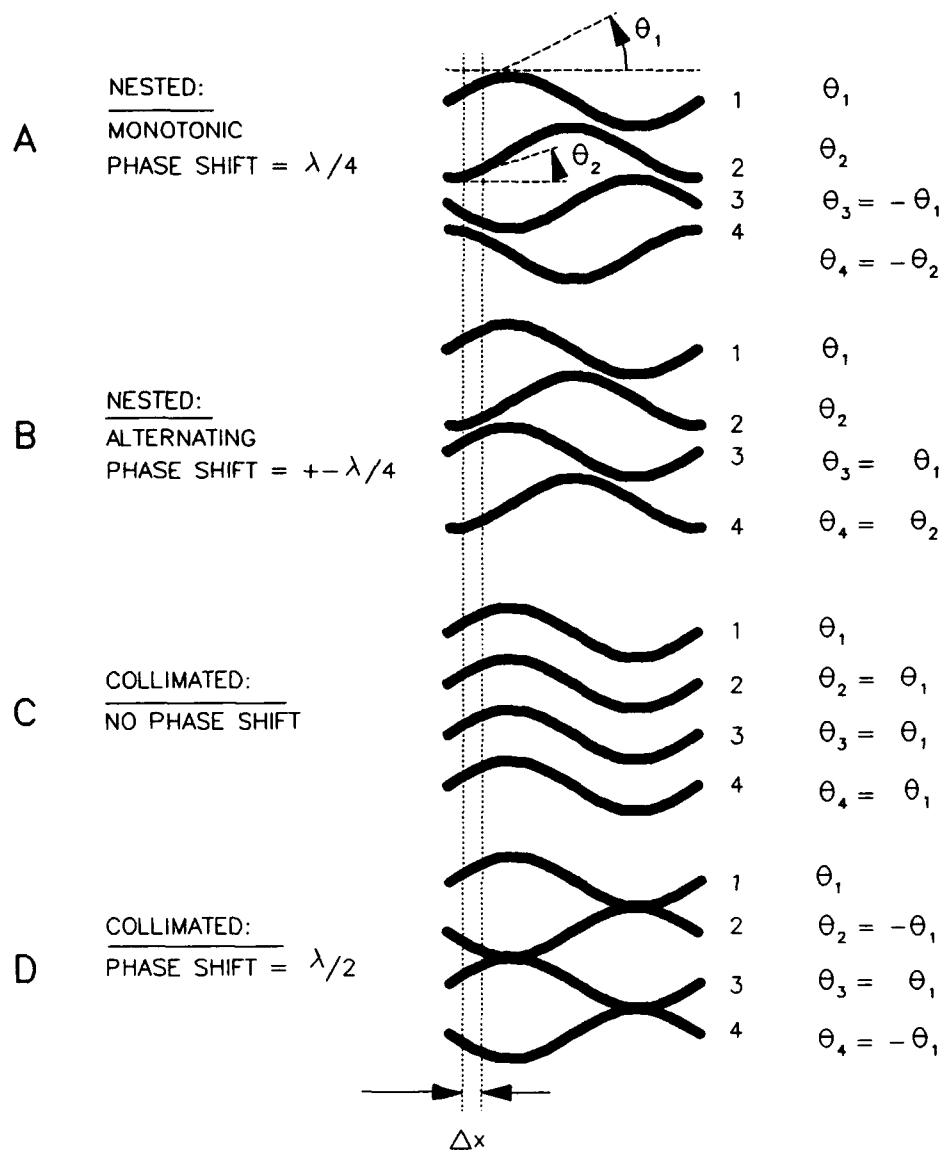 θ₁
A
NESTED:
MONOTONIC
PHASE SHIFT = λ/4
θ₂
1 θ₁
2 θ₂
3 θ₃ = -θ₁
4 θ₄ = -θ₂
B
NESTED:
ALTERNATING
PHASE SHIFT = +-λ/4
1 θ₁
2 θ₂
3 θ₃ = θ₁
4 θ₄ = θ₂
C
COLLIMATED:
NO PHASE SHIFT
1 θ₁
2 θ₂ = θ₁
3 θ₃ = θ₁
4 θ₄ = θ₁
D
COLLIMATED:
PHASE SHIFT = λ/2
1 θ₁
2 θ₂ = -θ₁
3 θ₃ = θ₁
4 θ₄ = -θ₁
Δx